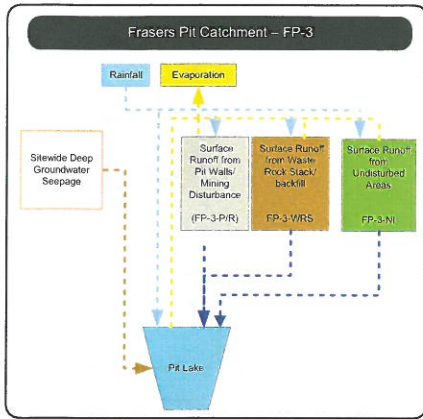 Frasers Pit Catchment – FP-3
Rainfall
Evaporation
Sitewide Deep
Groundwater
Seepage
Surface
Runoff from
Pit Walls/
Mining
Disturbance
(FP-3-P/R)
Surface Runoff
from Waste
Rock Stack/
backfill
FP-3-WRS
Surface Runoff
from
Undisturbed
Areas
FP-3-NI
Pit Lake